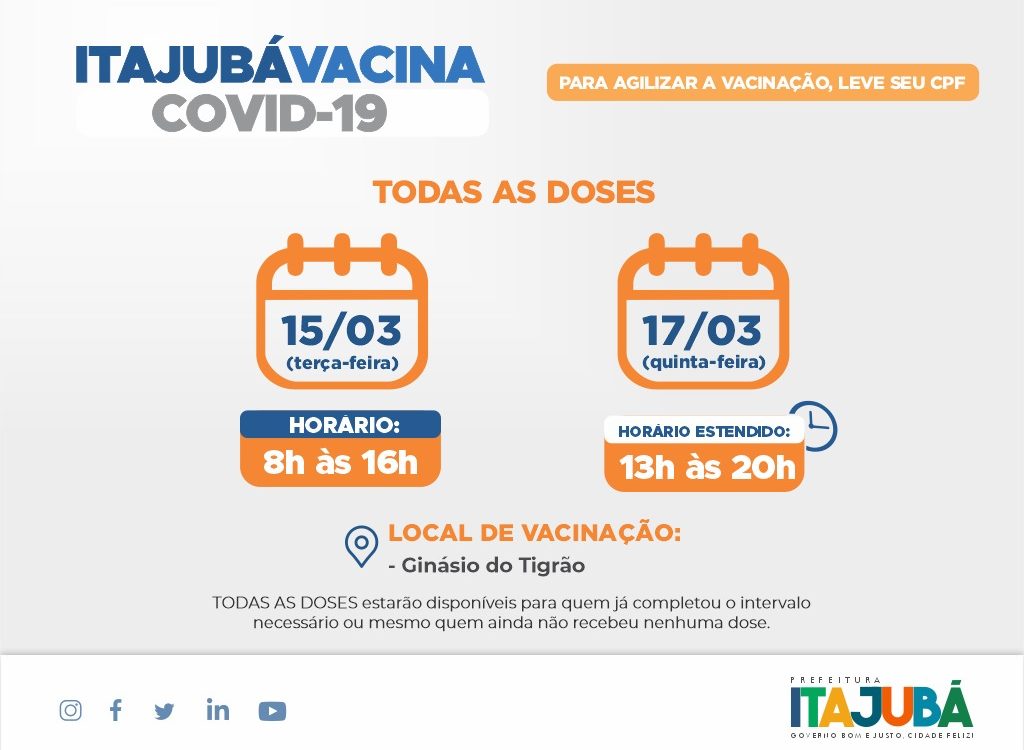 ITAJUBÁVACINA
COVID-19
PARA AGILIZAR A VACINAÇÃO, LEVE SEU CPF
TODAS AS DOSES
15/03
(terça-feira)
HORÁRIO:
8h às 16h
17/03
(quinta-feira)
HORÁRIO ESTENDIDO:
13h às 20h
LOCAL DE VACINAÇÃO:
- Ginásio do Tigrão
TODAS AS DOSES estarão disponíveis para quem já completou o intervalo
necessário ou mesmo quem ainda não recebeu nenhuma dose.
PREFEITURA
ITAJUBÁ
GOVERNO BOM E JUSTO, CIDADE FELIZ!